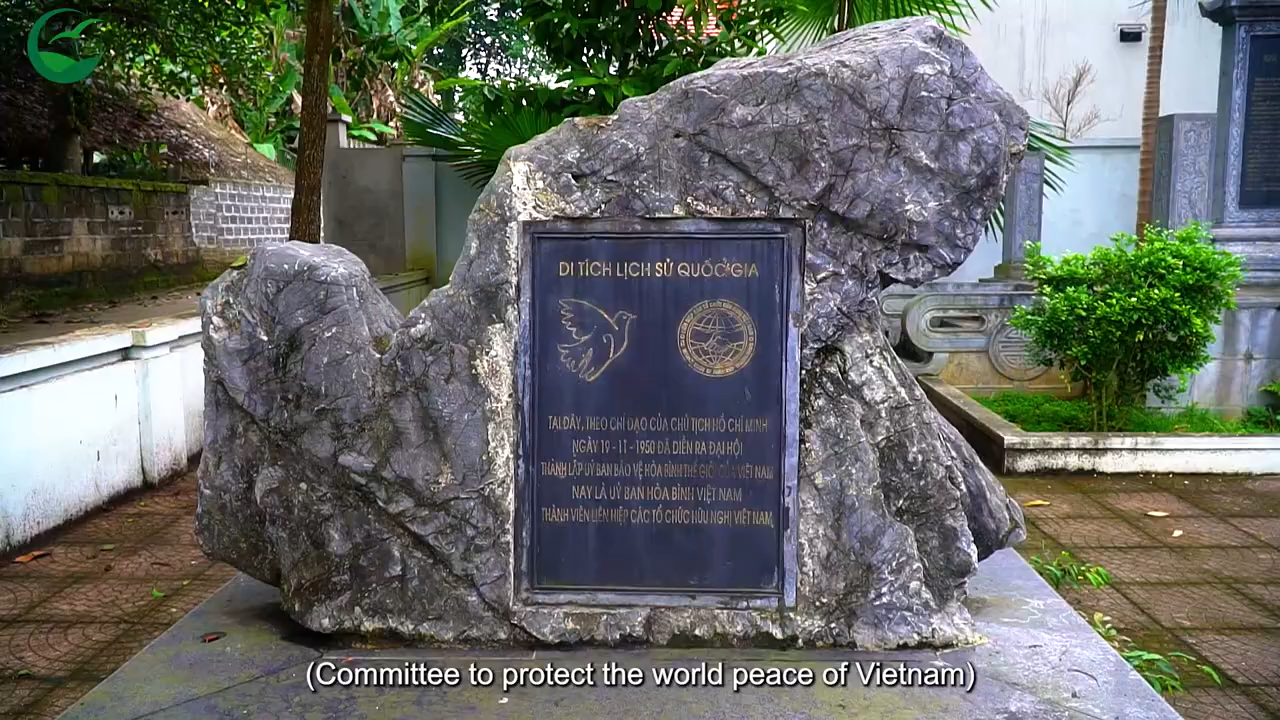 DI TÍCH LỊCH SỬ QUỐC GIA
TẠI ĐÂY, THEO CHỈ ĐẠO CỦA CHỦ TỊCH HỒ CHÍ MINH
NGÀY 19 - 11 - 1950 ĐÃ DIỄN RA ĐẠI HỘI
THÀNH LẬP UỶ BAN BẢO VỆ HÒA BÌNH THẾ GIỚI CỦA VIỆT NAM
NAY LÀ UỶ BAN HÒA BÌNH VIỆT NAM
THÀNH VIÊN LIÊN HIỆP CÁC TỔ CHỨC HỮU NGHỊ VIỆT NAM
(Committee to protect the world peace of Vietnam)